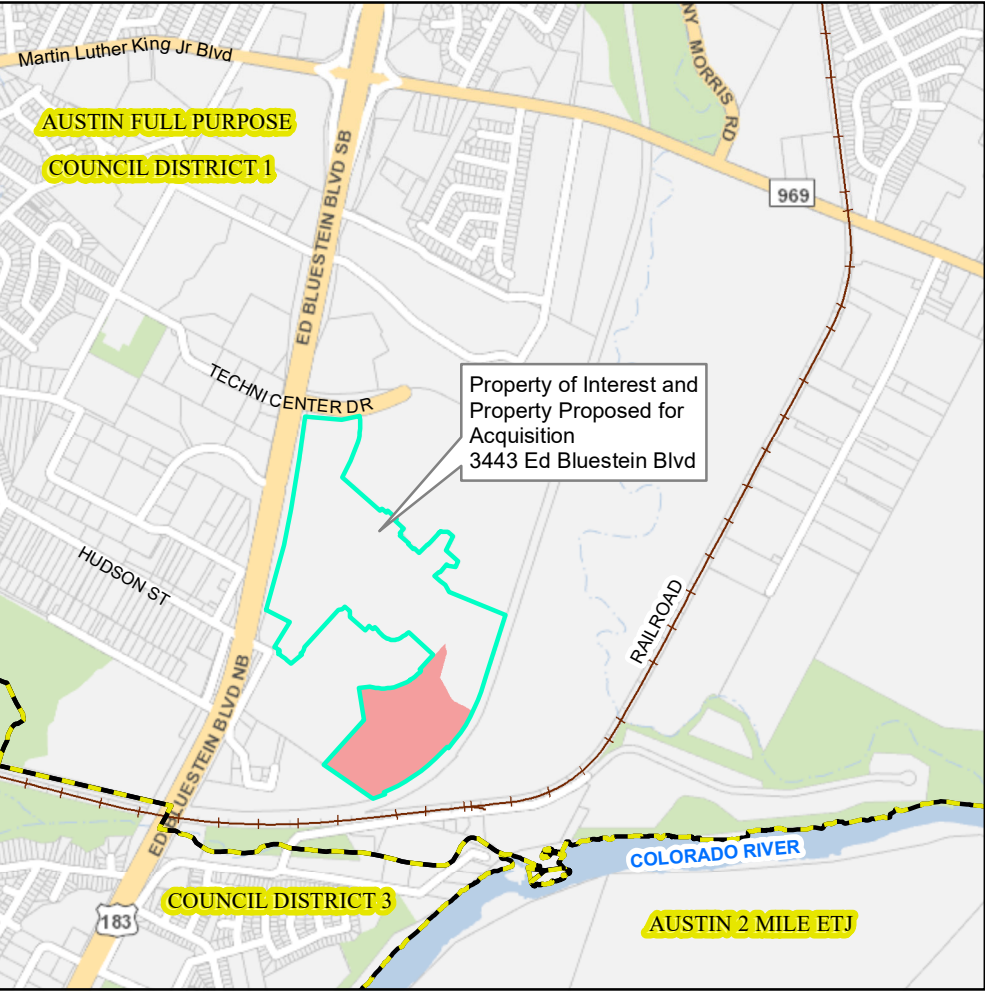 Martin Luther King Jr Blvd
NY MORRIS RD
AUSTIN FULL PURPOSE
COUNCIL DISTRICT 1
969
ED BLUESTEIN BLVD SB
TECHNI CENTER DR
Property of Interest and
Property Proposed for
Acquisition
3443 Ed Bluestein Blvd
HUDSON ST
RAILROAD
ED BLUESTEIN BLVD NB
COLORADO RIVER
COUNCIL DISTRICT 3
183
AUSTIN 2 MILE ETJ